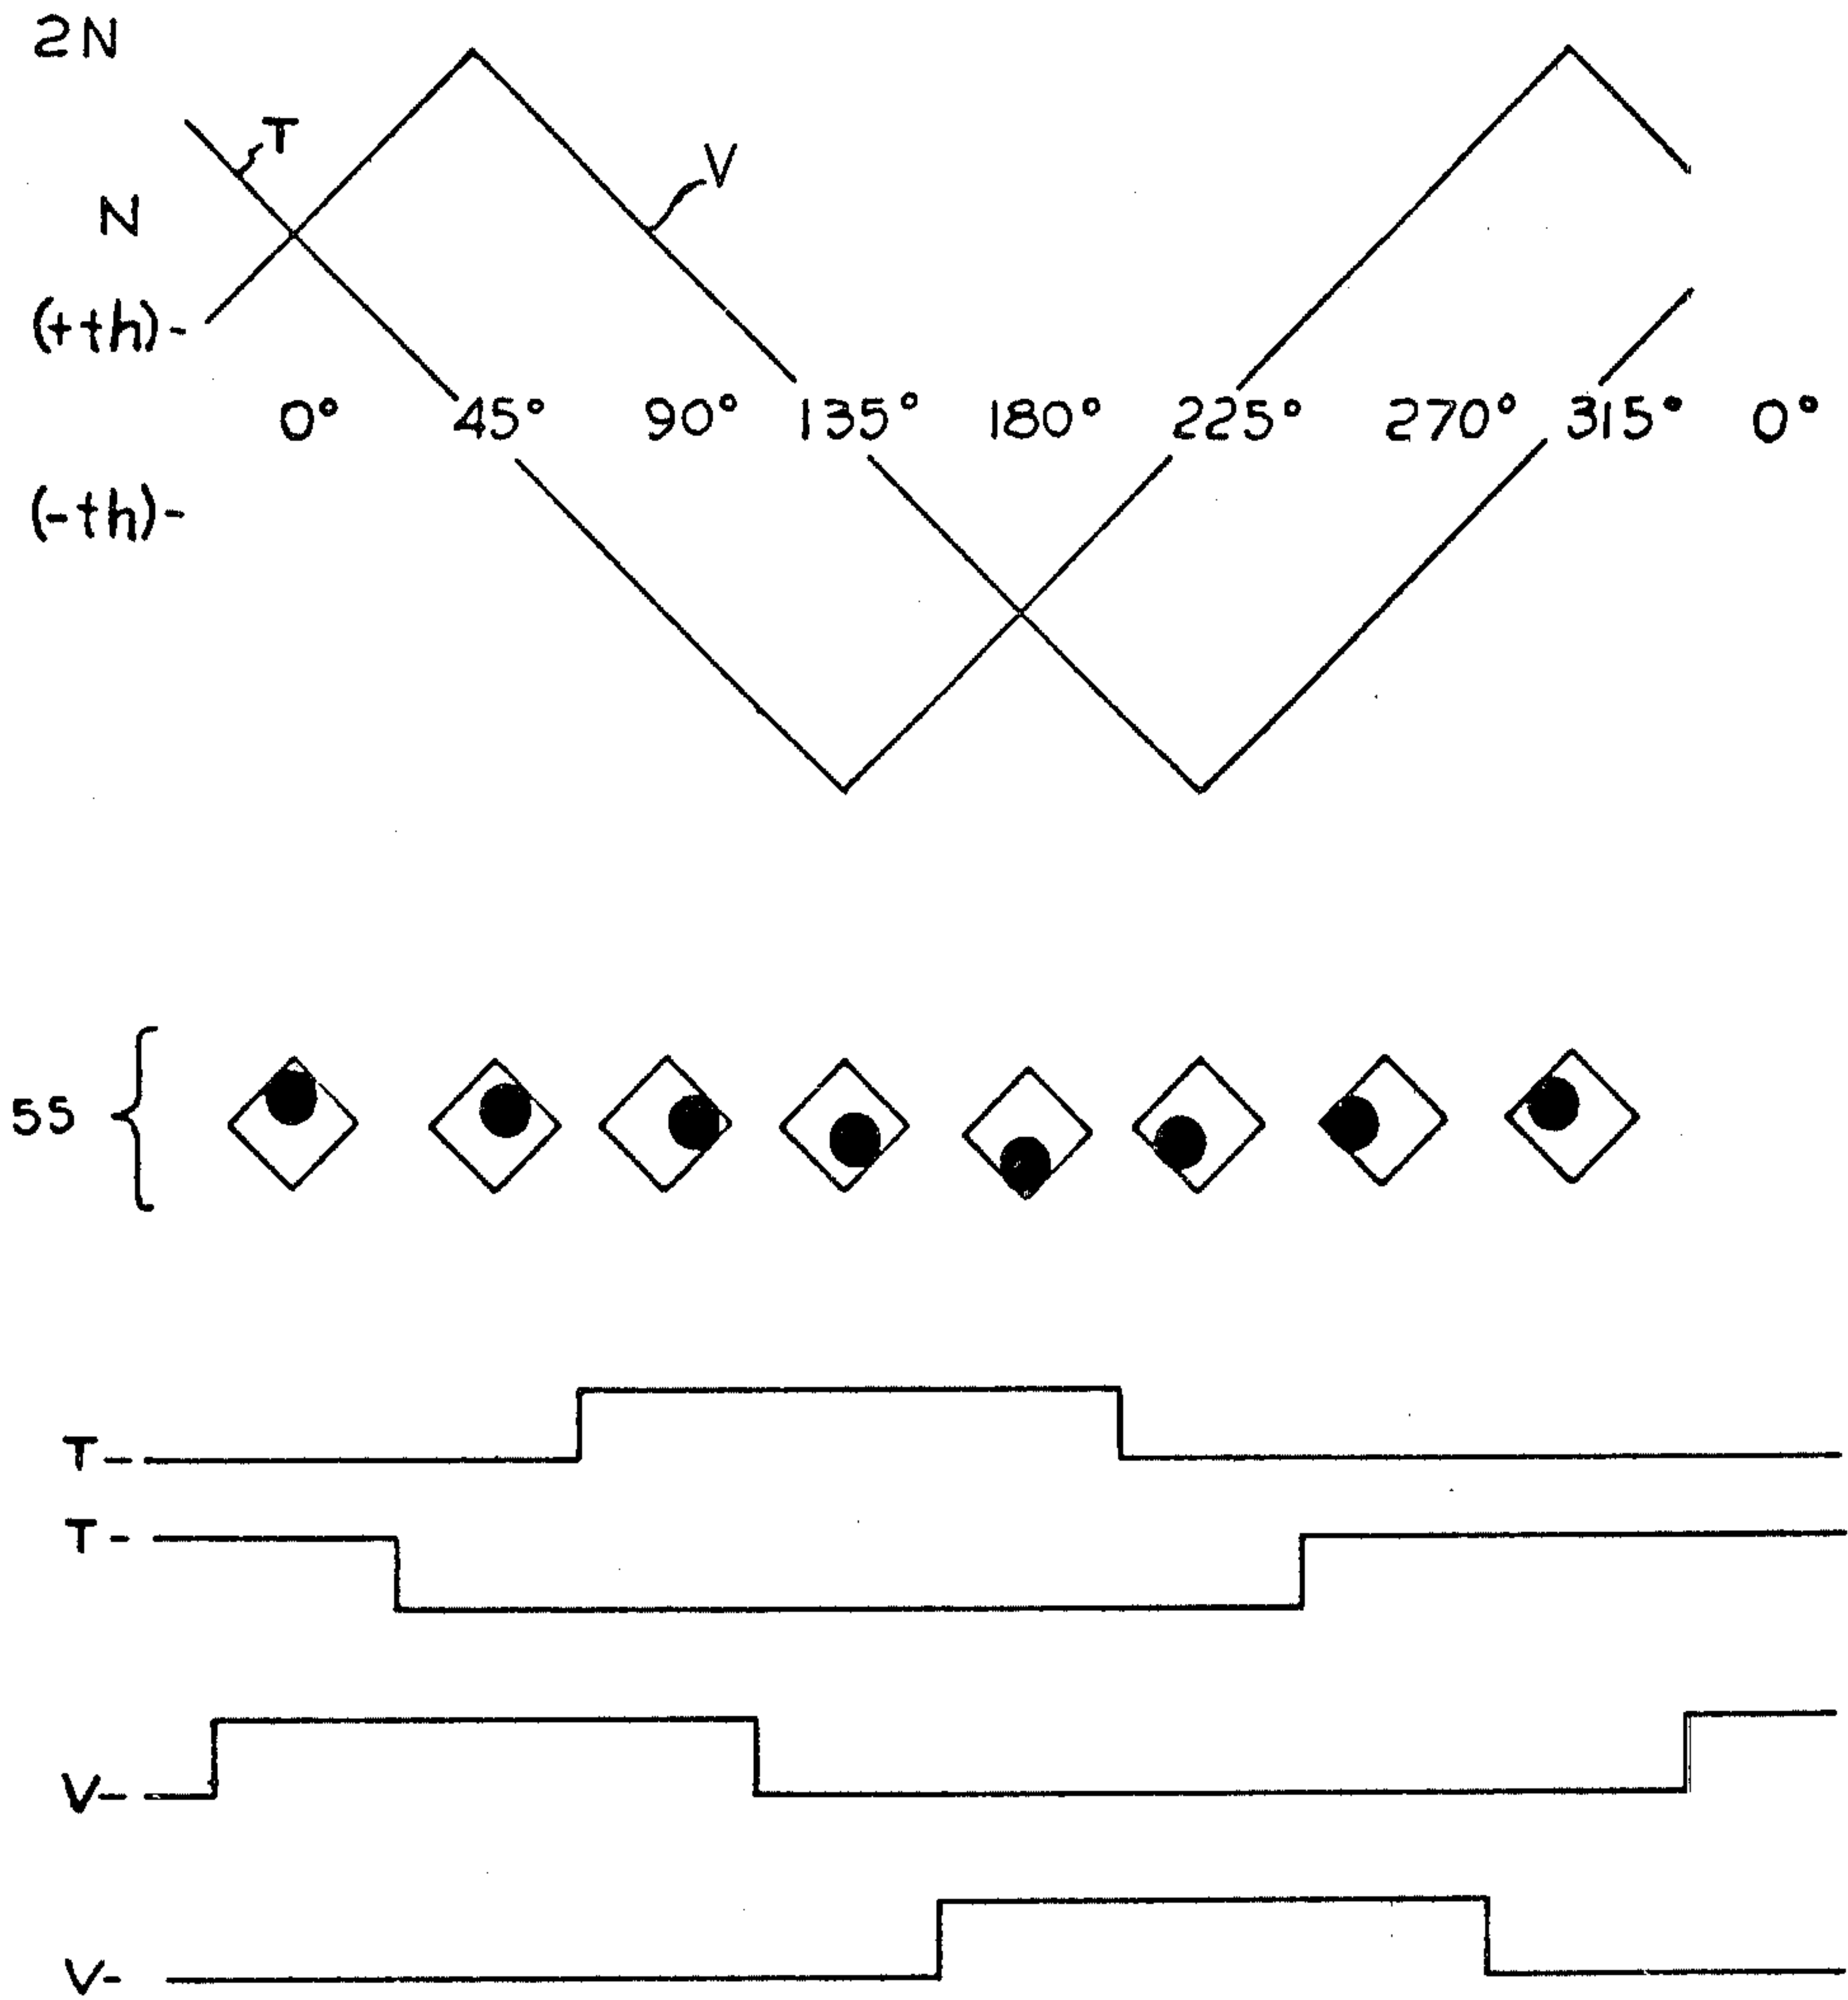 2N
T
V
N
(+th)-
0° 45° 90° 135° 180° 225° 270° 315° 0°
(-th)-
55
T-
T-
V-
V-